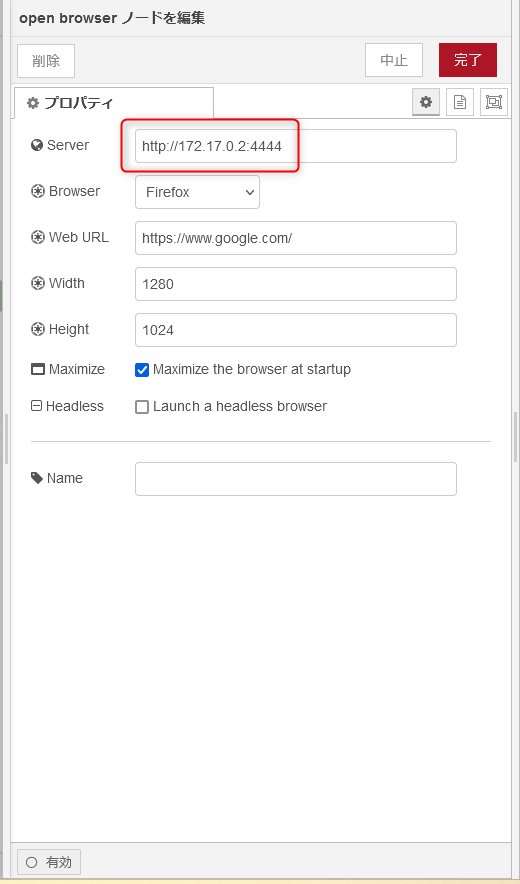 open browser ノードを編集
削除 中止 完了
プロパティ
Server http://172.17.0.2:4444
Browser Firefox
Web URL https://www.google.com/
Width 1280
Height 1024
Maximize Maximize the browser at startup
Headless Launch a headless browser
Name
有効